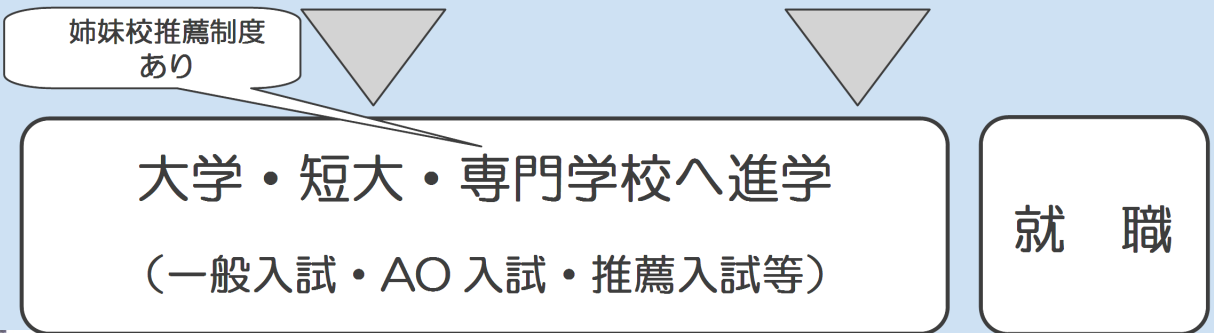 姉妹校推薦制度
あり
大学・短大・専門学校へ進学
（一般入試・AO 入試・推薦入試等）
就　職